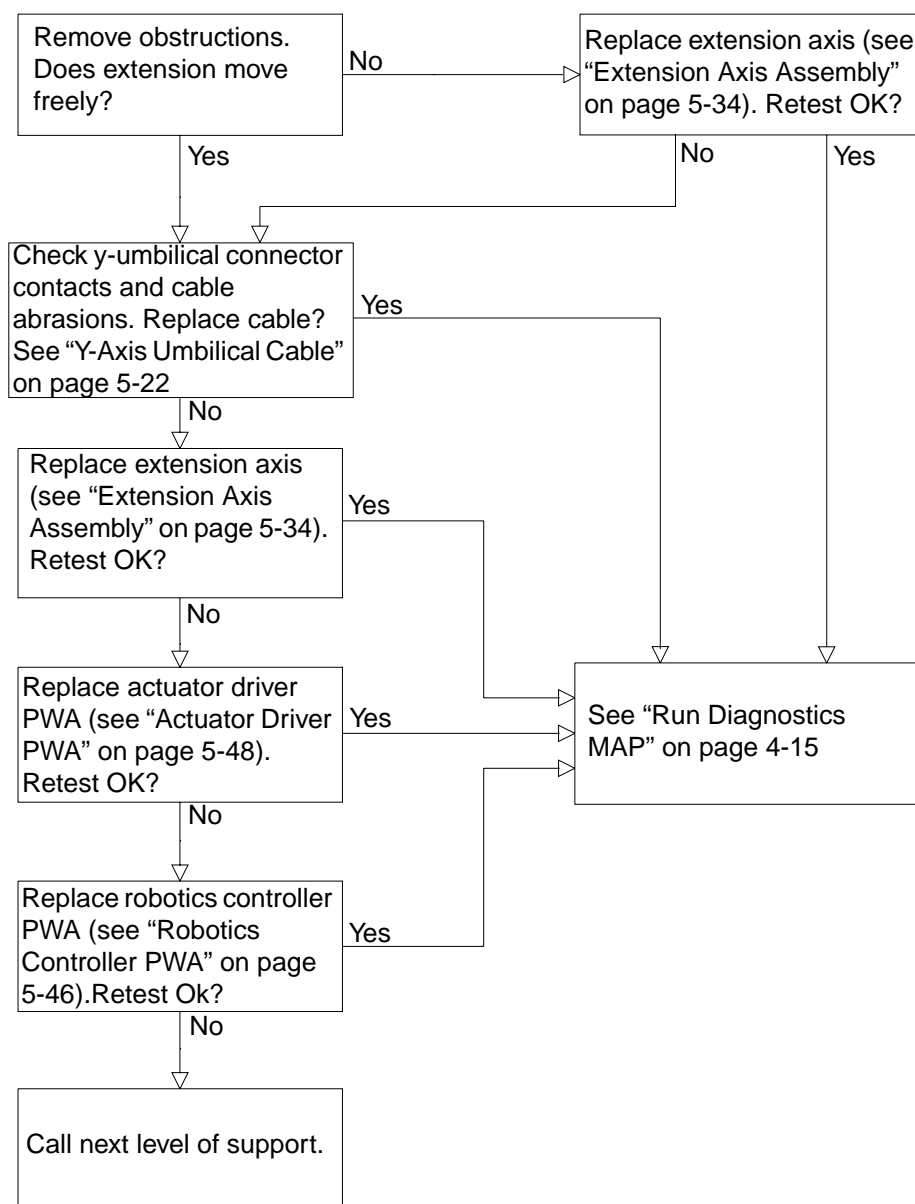 Remove obstructions.
Does extension move
freely?
No
Replace extension axis (see
“Extension Axis Assembly”
on page 5-34). Retest OK?
Yes
No
Yes
Check y-umbilical connector
contacts and cable
abrasions. Replace cable?
See “Y-Axis Umbilical Cable”
on page 5-22
Yes
No
Replace extension axis
(see “Extension Axis
Assembly” on page 5-34).
Retest OK?
Yes
No
Replace actuator driver
PWA (see “Actuator Driver
PWA” on page 5-48).
Retest OK?
Yes
See “Run Diagnostics
MAP” on page 4-15
No
Replace robotics controller
PWA (see “Robotics
Controller PWA” on page
5-46).Retest Ok?
Yes
No
Call next level of support.